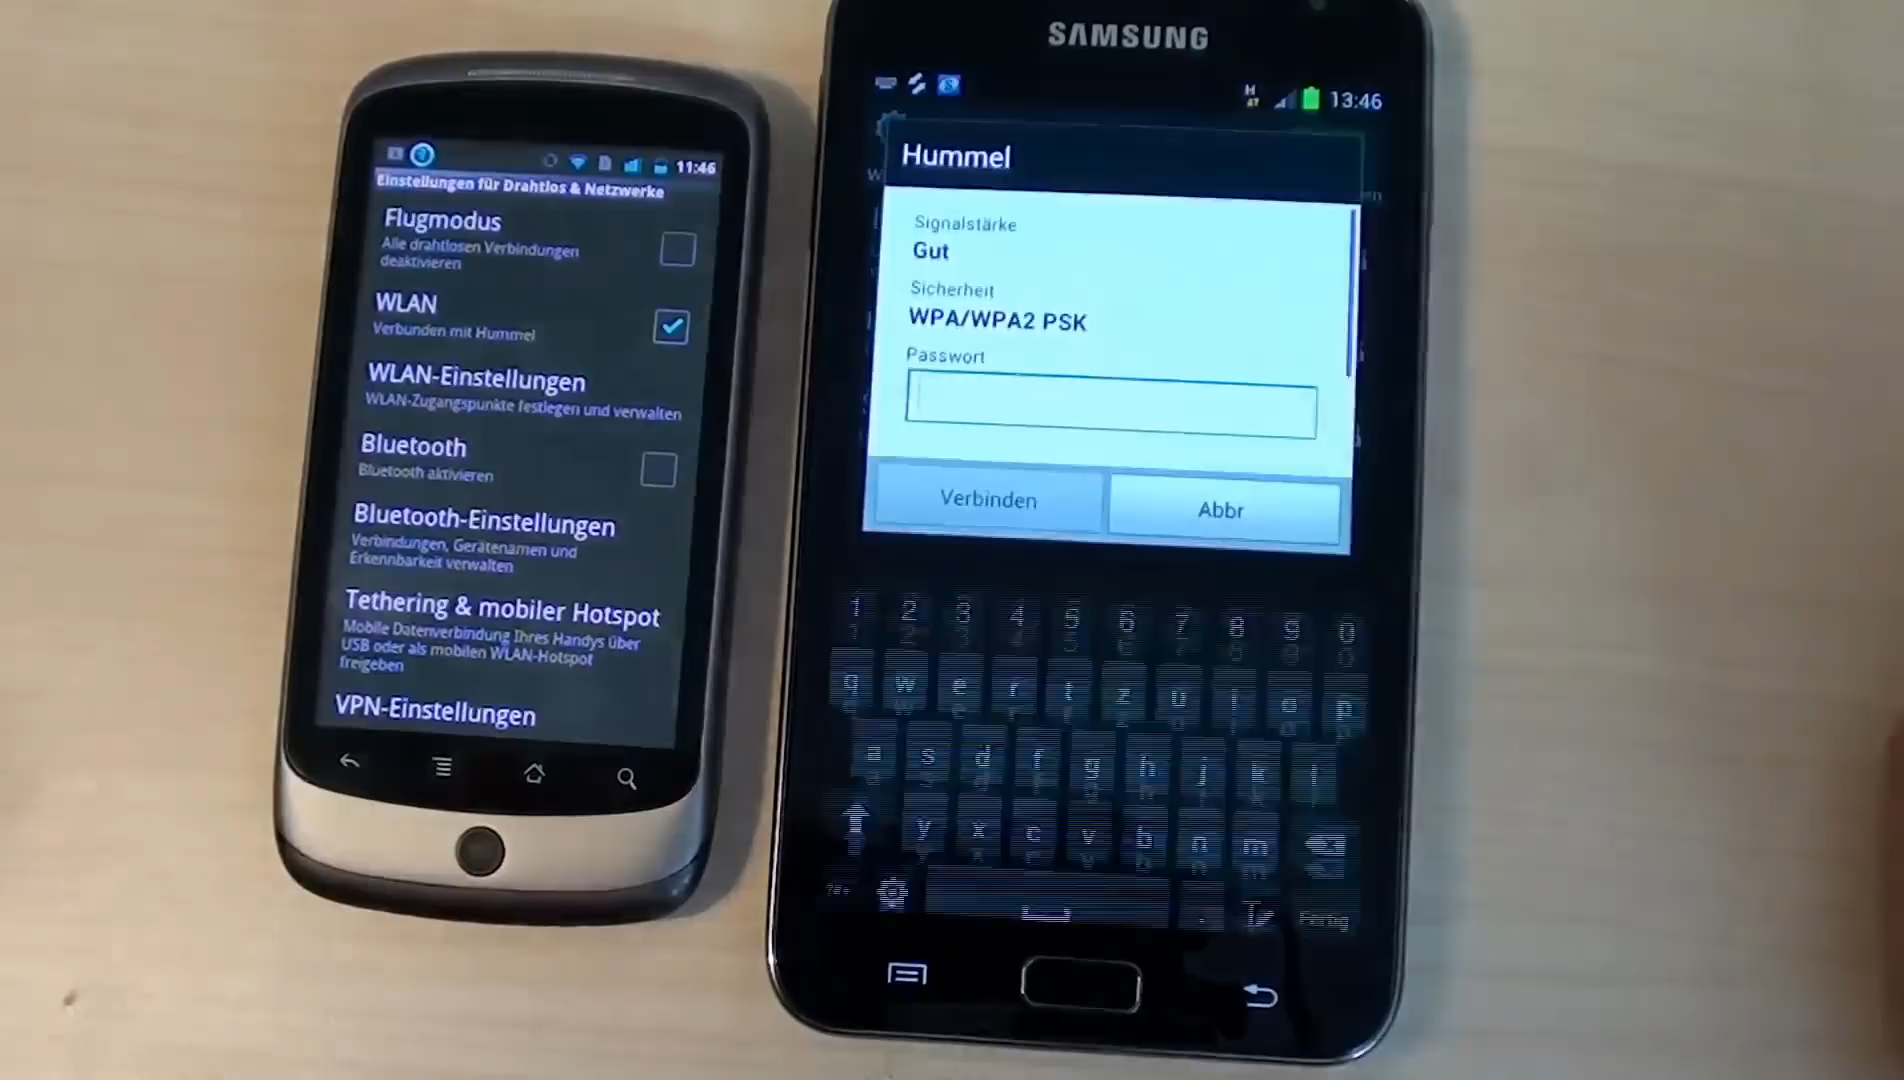 11:46
Einstellungen für Drahtlos & Netzwerke
Flugmodus
Alle drahtlosen Verbindungen
deaktivieren
WLAN
Verbunden mit Hummel
WLAN-Einstellungen
WLAN-Zugangspunkte festlegen und verwalten
Bluetooth
Bluetooth aktivieren
Bluetooth-Einstellungen
Verbindungen, Gerätenamen und
Erkennbarkeit verwalten
Tethering & mobiler Hotspot
Mobile Datenverbindung Ihres Handys über
USB oder als mobilen WLAN-Hotspot
freigeben
VPN-Einstellungen
SAMSUNG
H 13:46
Hummel
Signalstärke
Gut
Sicherheit
WPA/WPA2 PSK
Passwort
Verbinden Abbr
1 2 3 4 5 6 7 8 9 0
q w e r t z u i o p
a s d f g h j k l
y x c v b n m
. Fertig